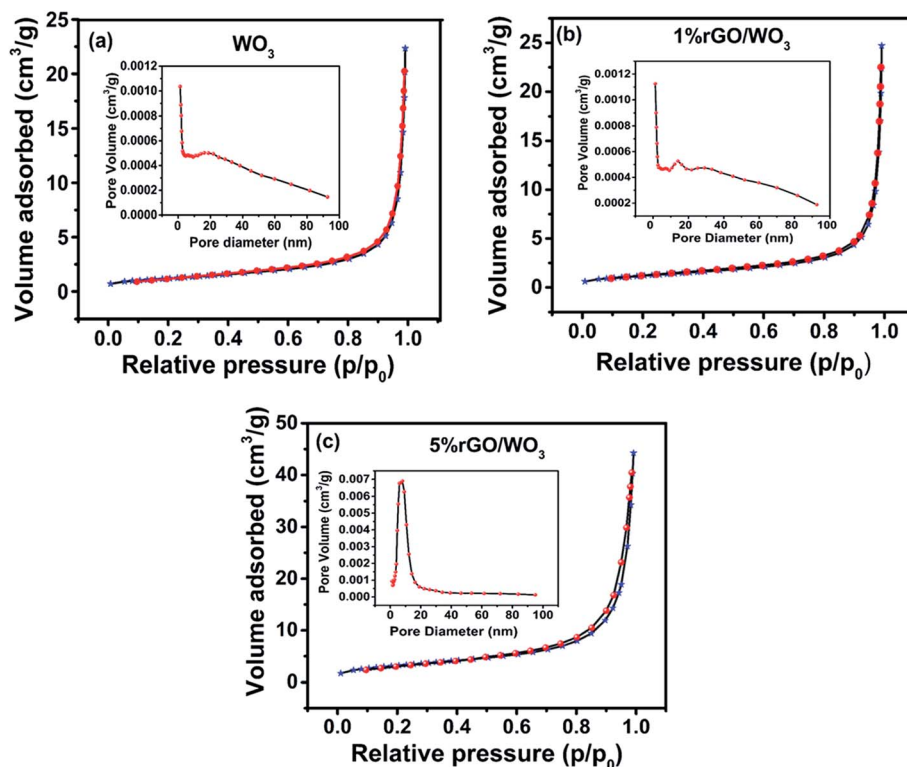 (a)
WO₃
Volume adsorbed (cm³/g)
25
20
15
10
5
0
0.0 0.2 0.4 0.6 0.8 1.0
Relative pressure (p/p₀)
Pore Volume (cm³/g)
0.0012
0.0010
0.0008
0.0006
0.0004
0.0002
0.0000
0 20 40 60 80 100
Pore diameter (nm)
(b)
1%rGO/WO₃
Volume adsorbed (cm³/g)
25
20
15
10
5
0
0.0 0.2 0.4 0.6 0.8 1.0
Relative pressure (p/p₀)
Pore Volume (cm³/g)
0.0012
0.0010
0.0008
0.0006
0.0004
0.0002
0 20 40 60 80 100
Pore diameter (nm)
(c)
5%rGO/WO₃
Volume adsorbed (cm³/g)
50
40
30
20
10
0
0.0 0.2 0.4 0.6 0.8 1.0
Relative pressure (p/p₀)
Pore Volume (cm³/g)
0.007
0.006
0.005
0.004
0.003
0.002
0.001
0.000
0 20 40 60 80 100
Pore Diameter (nm)